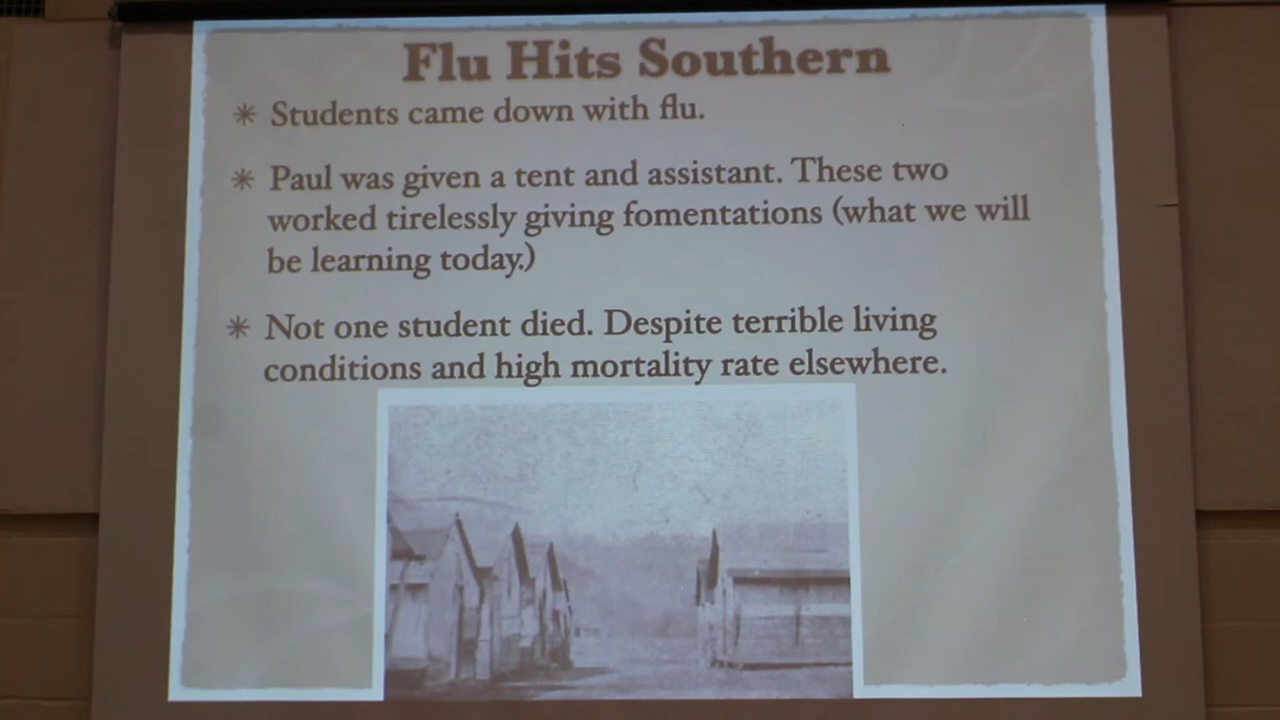 Flu Hits Southern
✳ Students came down with flu.
✳ Paul was given a tent and assistant. These two
worked tirelessly giving fomentations (what we will
be learning today.)
✳ Not one student died. Despite terrible living
conditions and high mortality rate elsewhere.